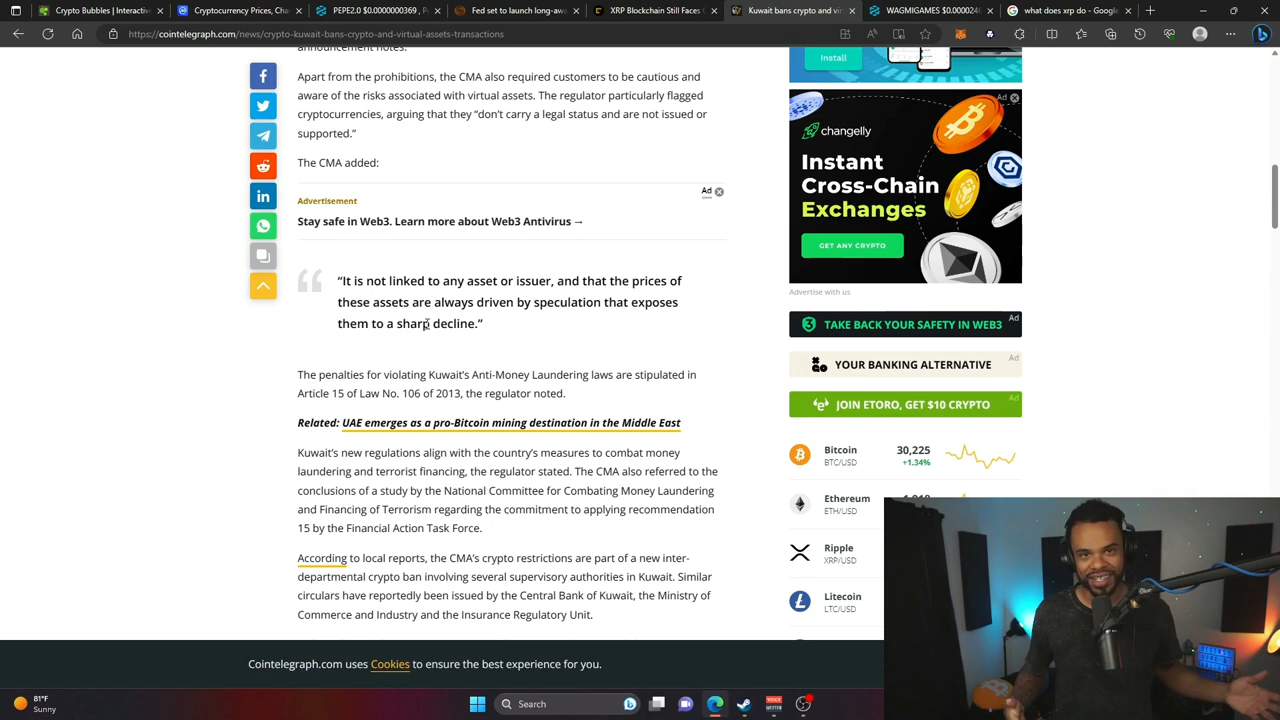 Crypto Bubbles | Interactiv
Cryptocurrency Prices, Cha
PEPE2.0 $0.0000000369 , P
Fed set to launch long-awa
XRP Blockchain Still Faces
Kuwait bans crypto and vir
WAGMIGAMES $0.000024
what does xrp do - Google
https://cointelegraph.com/news/crypto-kuwait-bans-crypto-and-virtual-assets-transactions
announcement notes.
Apart from the prohibitions, the CMA also required customers to be cautious and
aware of the risks associated with virtual assets. The regulator particularly flagged
cryptocurrencies, arguing that they “don’t carry a legal status and are not issued or
supported.”
The CMA added:
Ad
Advertisement
Stay safe in Web3. Learn more about Web3 Antivirus →
“It is not linked to any asset or issuer, and that the prices of
these assets are always driven by speculation that exposes
them to a sharp decline.”
The penalties for violating Kuwait’s Anti-Money Laundering laws are stipulated in
Article 15 of Law No. 106 of 2013, the regulator noted.
Related: UAE emerges as a pro-Bitcoin mining destination in the Middle East
Kuwait’s new regulations align with the country’s measures to combat money
laundering and terrorist financing, the regulator stated. The CMA also referred to the
conclusions of a study by the National Committee for Combating Money Laundering
and Financing of Terrorism regarding the commitment to applying recommendation
15 by the Financial Action Task Force.
According to local reports, the CMA’s crypto restrictions are part of a new inter-
departmental crypto ban involving several supervisory authorities in Kuwait. Similar
circulars have reportedly been issued by the Central Bank of Kuwait, the Ministry of
Commerce and Industry and the Insurance Regulatory Unit.
Install
Ad
changelly
Instant
Cross-Chain
Exchanges
GET ANY CRYPTO
Advertise with us
TAKE BACK YOUR SAFETY IN WEB3 Ad
YOUR BANKING ALTERNATIVE Ad
JOIN ETORO, GET $10 CRYPTO Ad
Bitcoin 30,225
BTC/USD +1.34%
Ethereum
ETH/USD
Ripple
XRP/USD
Litecoin
LTC/USD
Cointelegraph.com uses Cookies to ensure the best experience for you.
81°F
Sunny
Search